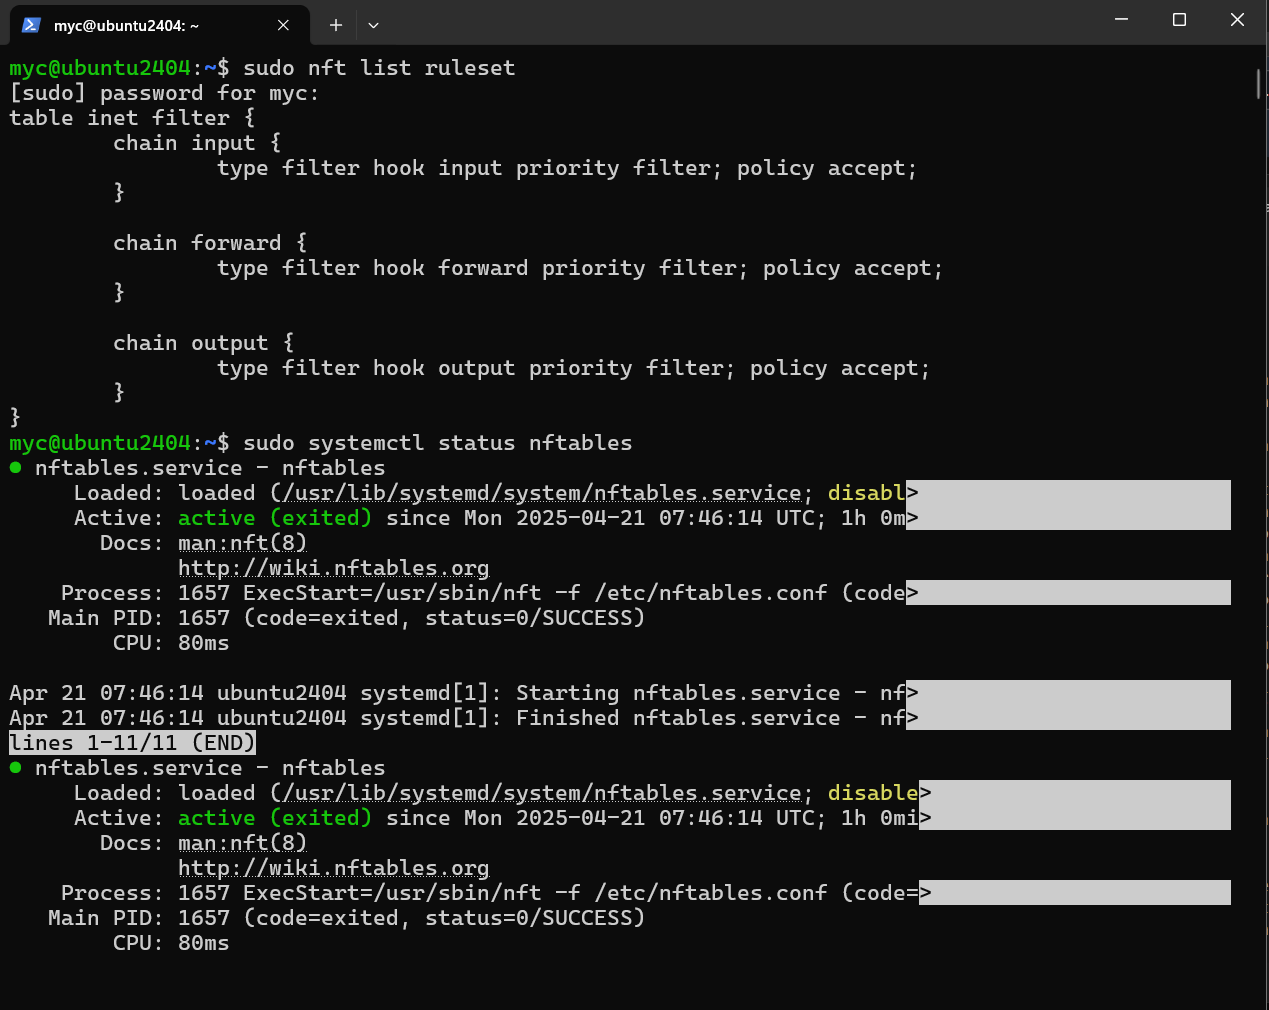 myc@ubuntu2404: ~
myc@ubuntu2404:~$ sudo nft list ruleset
[sudo] password for myc:
table inet filter {
        chain input {
                type filter hook input priority filter; policy accept;
        }

        chain forward {
                type filter hook forward priority filter; policy accept;
        }

        chain output {
                type filter hook output priority filter; policy accept;
        }
}
myc@ubuntu2404:~$ sudo systemctl status nftables
● nftables.service - nftables
     Loaded: loaded (/usr/lib/systemd/system/nftables.service; disabl>
     Active: active (exited) since Mon 2025-04-21 07:46:14 UTC; 1h 0m>
       Docs: man:nft(8)
             http://wiki.nftables.org
    Process: 1657 ExecStart=/usr/sbin/nft -f /etc/nftables.conf (code>
   Main PID: 1657 (code=exited, status=0/SUCCESS)
        CPU: 80ms

Apr 21 07:46:14 ubuntu2404 systemd[1]: Starting nftables.service - nf>
Apr 21 07:46:14 ubuntu2404 systemd[1]: Finished nftables.service - nf>
lines 1-11/11 (END)
● nftables.service - nftables
     Loaded: loaded (/usr/lib/systemd/system/nftables.service; disable>
     Active: active (exited) since Mon 2025-04-21 07:46:14 UTC; 1h 0mi>
       Docs: man:nft(8)
             http://wiki.nftables.org
    Process: 1657 ExecStart=/usr/sbin/nft -f /etc/nftables.conf (code=>
   Main PID: 1657 (code=exited, status=0/SUCCESS)
        CPU: 80ms